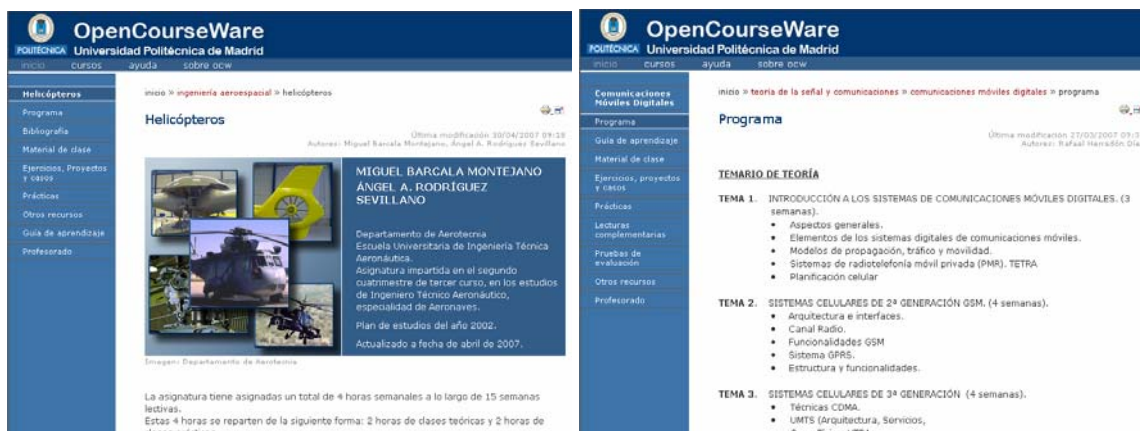 OpenCourseWare
POLITÉCNICA Universidad Politécnica de Madrid
inicio cursos ayuda sobre ocw
Helicópteros
Programa
Bibliografía
Material de clase
Ejercicios, Proyectos
y casos
Prácticas
Otros recursos
Guía de aprendizaje
Profesorado
inicio » ingeniería aeroespacial » helicópteros
Helicópteros
Última modificación 30/04/2007 09:18
Autores: Miguel Barcala Montejano, Ángel A. Rodríguez Sevillano
MIGUEL BARCALA MONTEJANO
ÁNGEL A. RODRÍGUEZ
SEVILLANO
Departamento de Aerotecnia
Escuela Universitaria de Ingeniería Técnica
Aeronáutica.
Asignatura impartida en el segundo
cuatrimestre de tercer curso, en los estudios
de Ingeniero Técnico Aeronáutico,
especialidad de Aeronaves.
Plan de estudios del año 2002.
Actualizado a fecha de abril de 2007.
Imagen: Departamento de Aerotecnia
La asignatura tiene asignadas un total de 4 horas semanales a lo largo de 15 semanas
lectivas.
Estas 4 horas se reparten de la siguiente forma: 2 horas de clases teóricas y 2 horas de
OpenCourseWare
POLITÉCNICA Universidad Politécnica de Madrid
inicio cursos ayuda sobre ocw
Comunicaciones
Móviles Digitales
Programa
Guía de aprendizaje
Material de clase
Ejercicios, proyectos
y casos
Prácticas
Lecturas
complementarias
Pruebas de
evaluación
Otros recursos
Profesorado
inicio » teoría de la señal y comunicaciones » comunicaciones móviles digitales » programa
Programa
Última modificación 27/03/2007
Autores: Rafael Herradón
TEMARIO DE TEORÍA
TEMA 1. INTRODUCCIÓN A LOS SISTEMAS DE COMUNICACIONES MÓVILES DIGITALES. (3
semanas).
• Aspectos generales.
• Elementos de los sistemas digitales de comunicaciones móviles.
• Modelos de propagación, tráfico y movilidad.
• Sistemas de radiotelefonía móvil privada (PMR). TETRA
• Planificación celular
TEMA 2. SISTEMAS CELULARES DE 2ª GENERACIÓN GSM. (4 semanas).
• Arquitectura e interfaces.
• Canal Radio.
• Funcionalidades GSM
• Sistema GPRS.
• Estructura y funcionalidades.
TEMA 3. SISTEMAS CELULARES DE 3ª GENERACIÓN (4 semanas).
• Técnicas CDMA.
• UMTS (Arquitectura, Servicios,